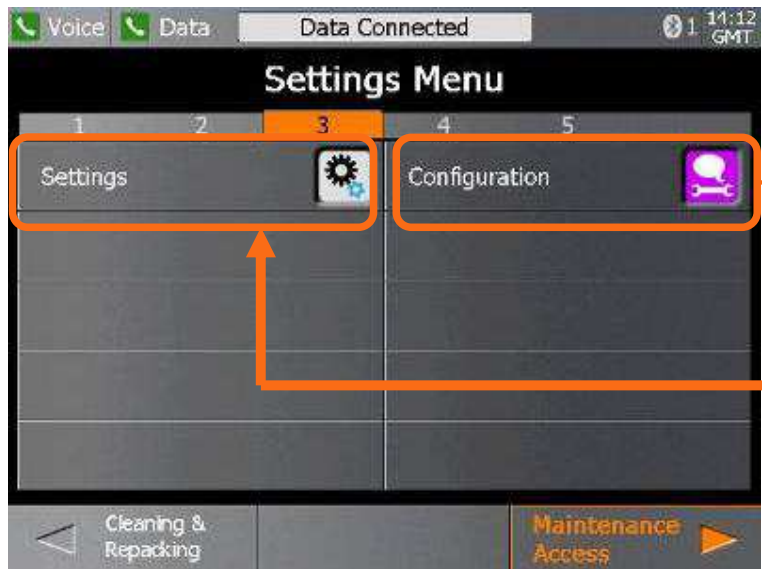 Voice Data Data Connected 1 14:12
GMT
Settings Menu
1 2 3 4 5
Settings Configuration
Cleaning &
Repacking
Maintenance
Access